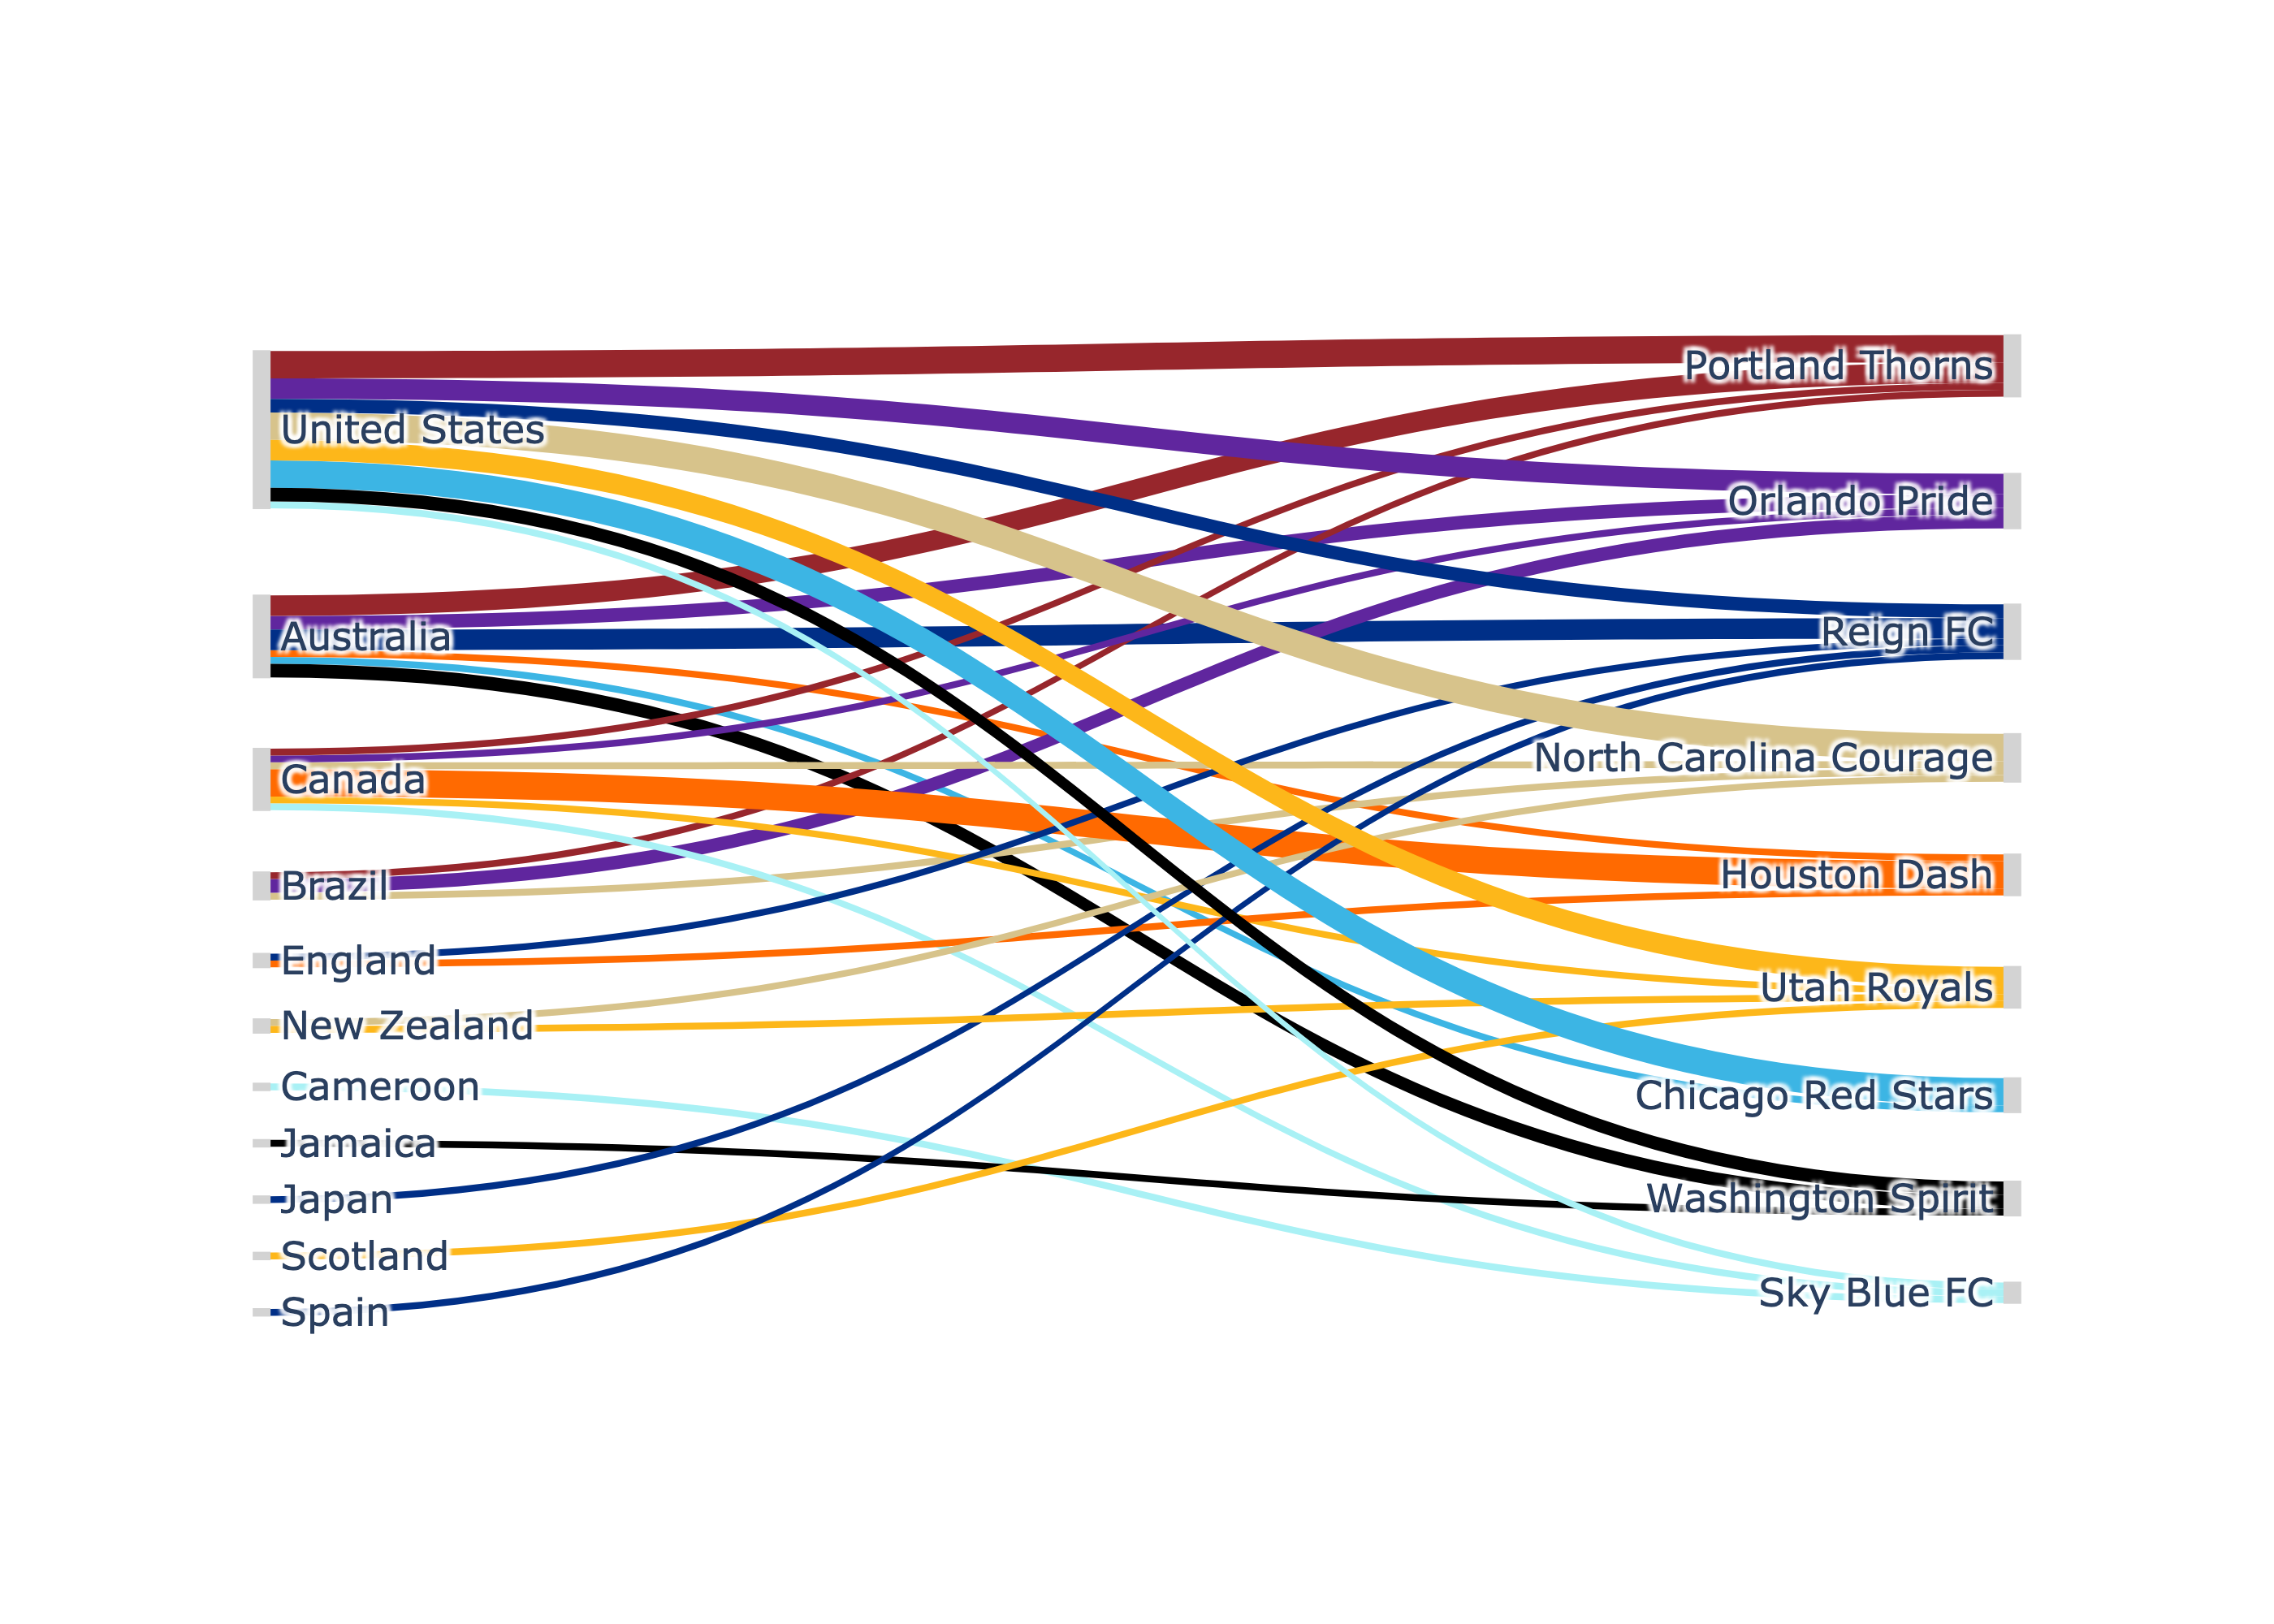 United States
Australia
Canada
Brazil
England
New Zealand
Cameroon
Jamaica
Japan
Scotland
Spain
Portland Thorns
Orlando Pride
Reign FC
North Carolina Courage
Houston Dash
Utah Royals
Chicago Red Stars
Washington Spirit
Sky Blue FC